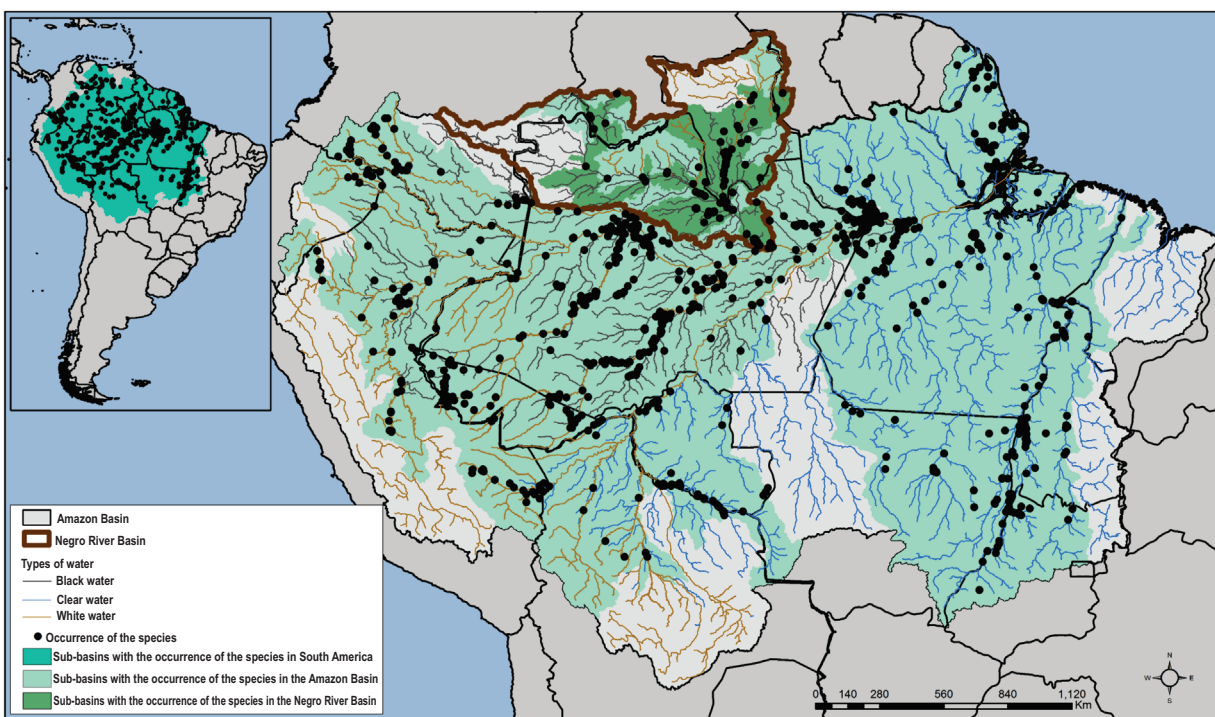 Amazon Basin
Negro River Basin
Types of water
Black water
Clear water
White water
Occurrence of the species
Sub-basins with the occurrence of the species in South America
Sub-basins with the occurrence of the species in the Amazon Basin
Sub-basins with the occurrence of the species in the Negro River Basin
N
W E
S
0 140 280 560 840 1,120
Km